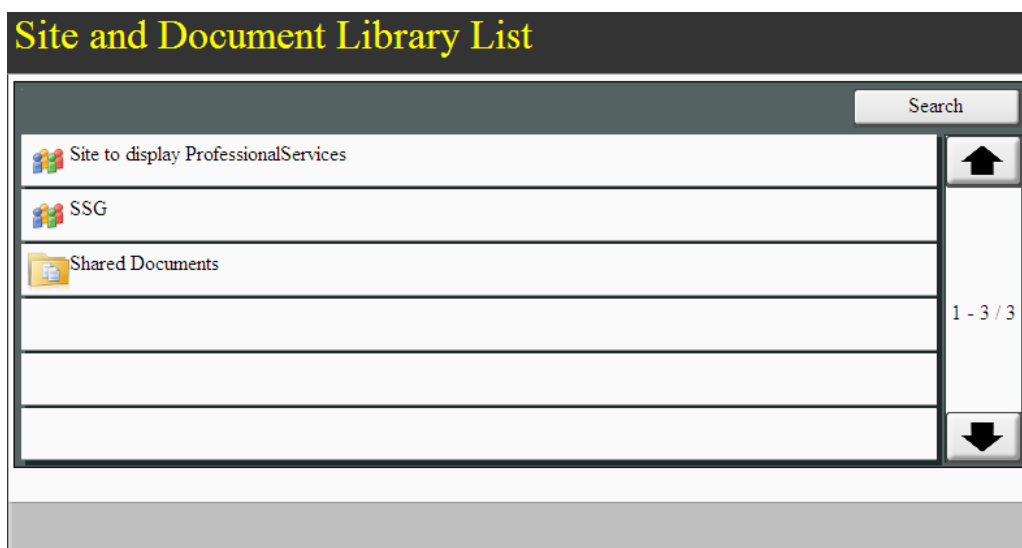 Site and Document Library List
Search
Site to display ProfessionalServices
SSG
Shared Documents
1 - 3 / 3